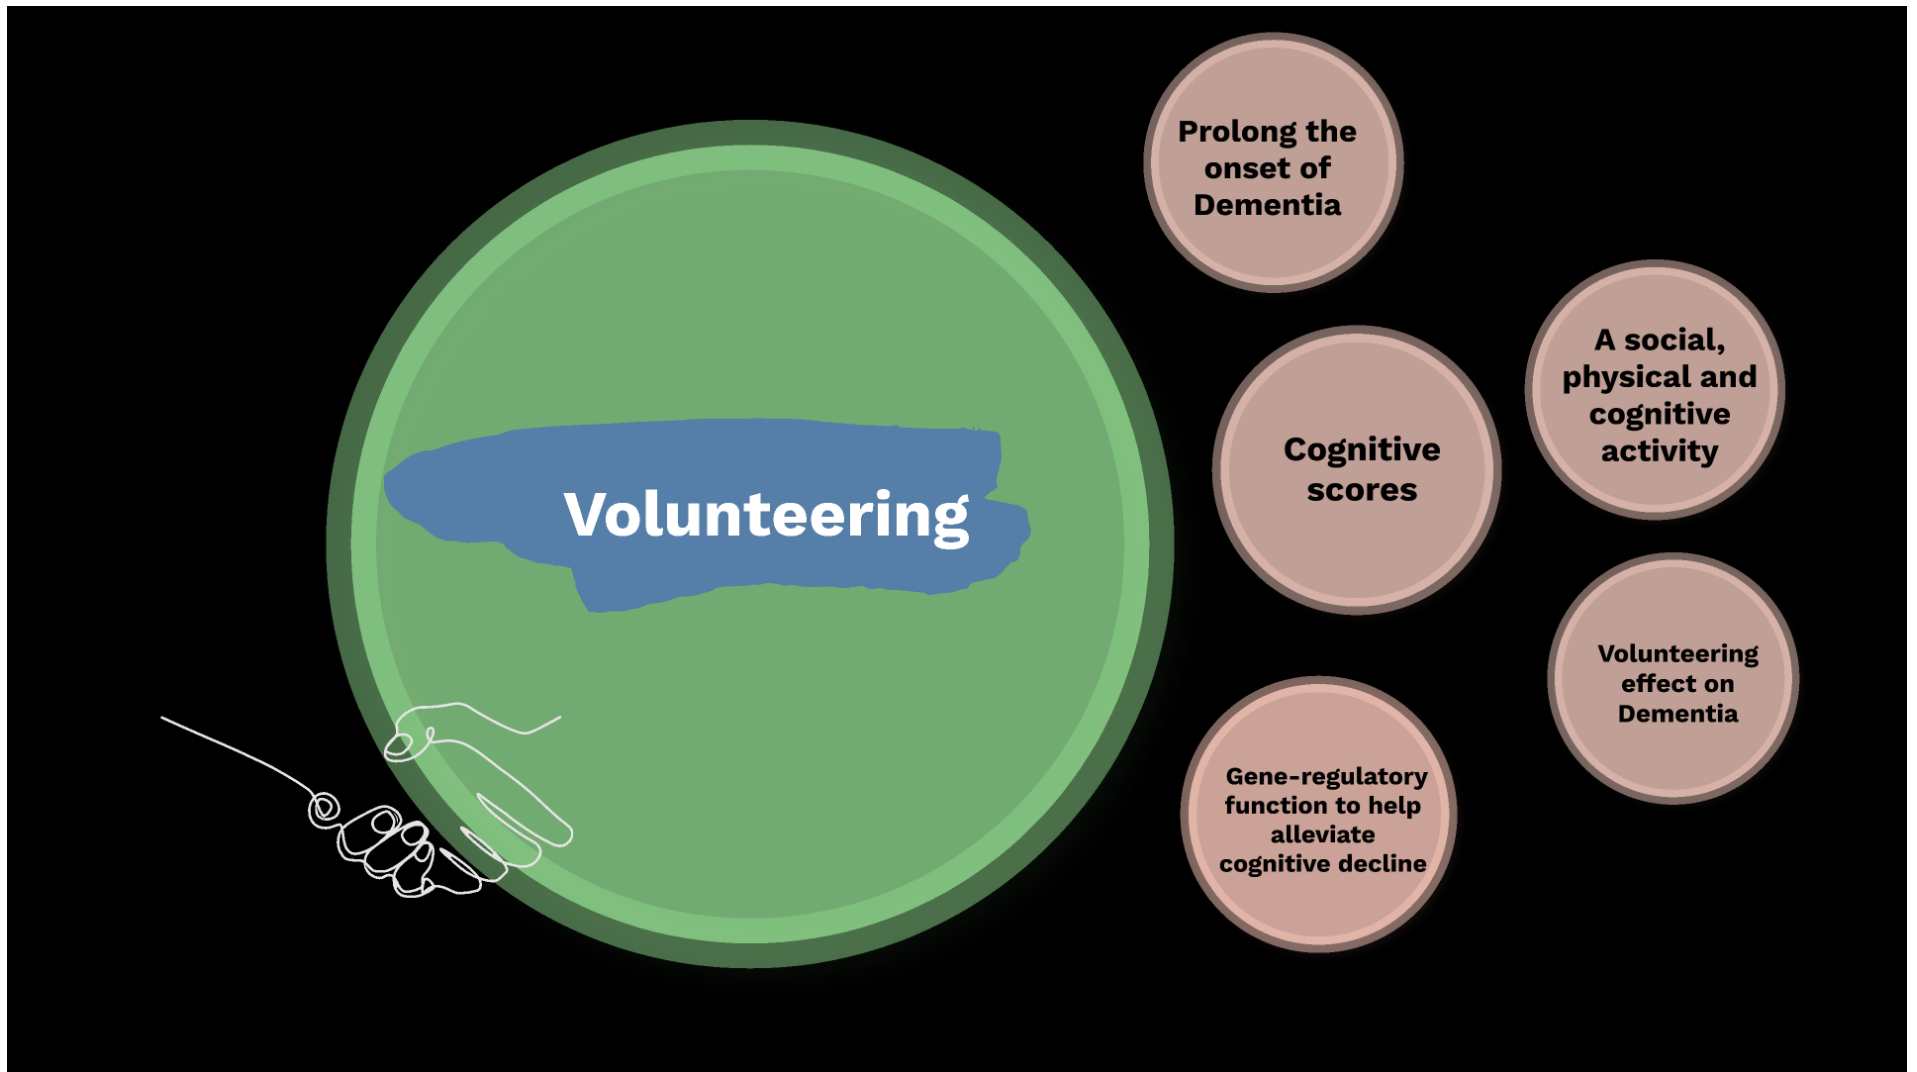 Volunteering
Prolong the
onset of
Dementia
A social,
physical and
cognitive
activity
Cognitive
scores
Volunteering
effect on
Dementia
Gene-regulatory
function to help
alleviate
cognitive decline